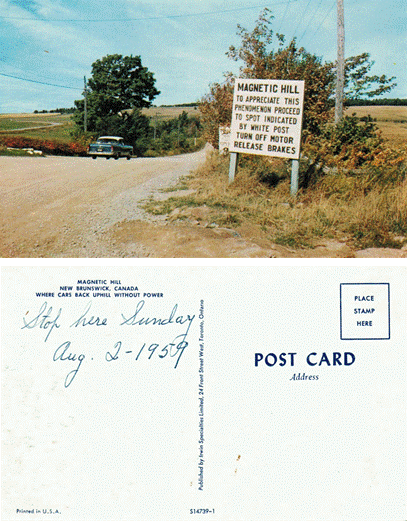 MAGNETIC HILL
TO APPRECIATE THIS
PHENOMENON PROCEED
TO SPOT INDICATED
BY WHITE POST
TURN OFF MOTOR
RELEASE BRAKES
MAGNETIC HILL
NEW BRUNSWICK, CANADA
WHERE CARS BACK UPHILL WITHOUT POWER
Stop here Sunday
Aug. 2-1959
Published by Irwin Specialties Limited, 24 Front Street West, Toronto, Ontario
PLACE
STAMP
HERE
POST CARD
Address
Printed in U.S.A.
S14739-1